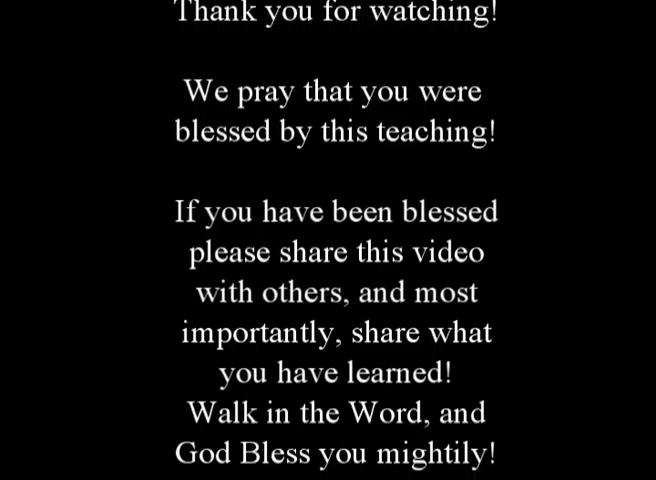 Thank you for watching!
We pray that you were
blessed by this teaching!
If you have been blessed
please share this video
with others, and most
importantly, share what
you have learned!
Walk in the Word, and
God Bless you mightily!